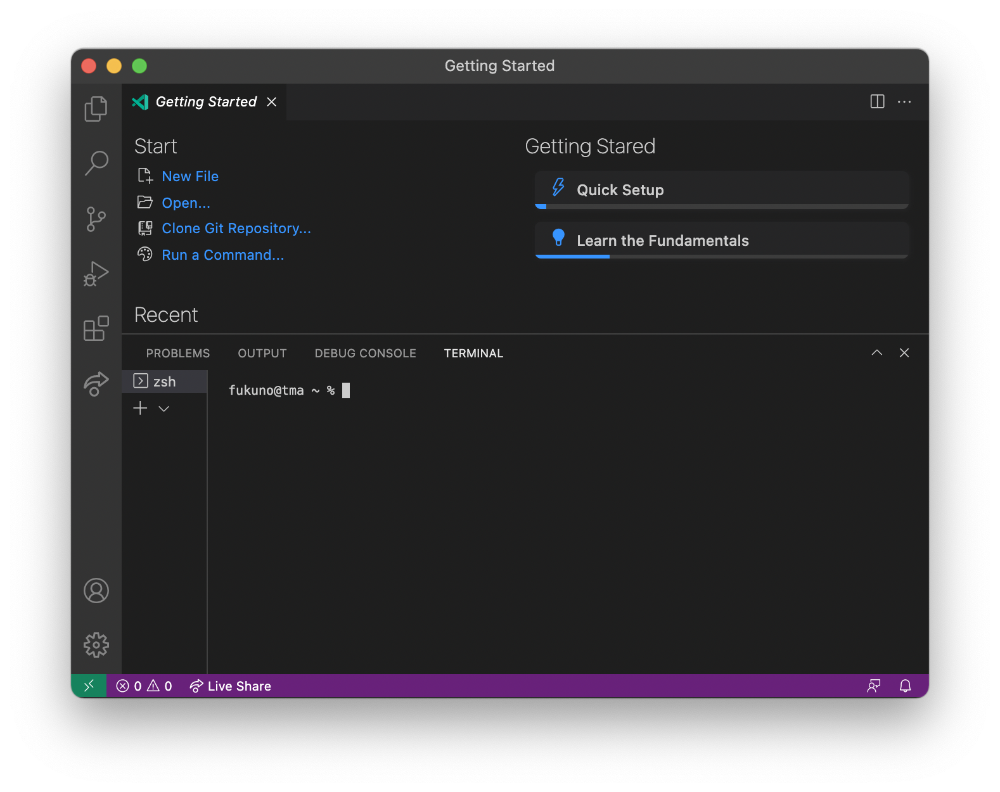 Getting Started
Getting Started
Start
New File
Open...
Clone Git Repository...
Run a Command...
Recent
Getting Stared
Quick Setup
Learn the Fundamentals
PROBLEMS OUTPUT DEBUG CONSOLE TERMINAL
zsh
fukuno@tma ~ %
0 0 Live Share